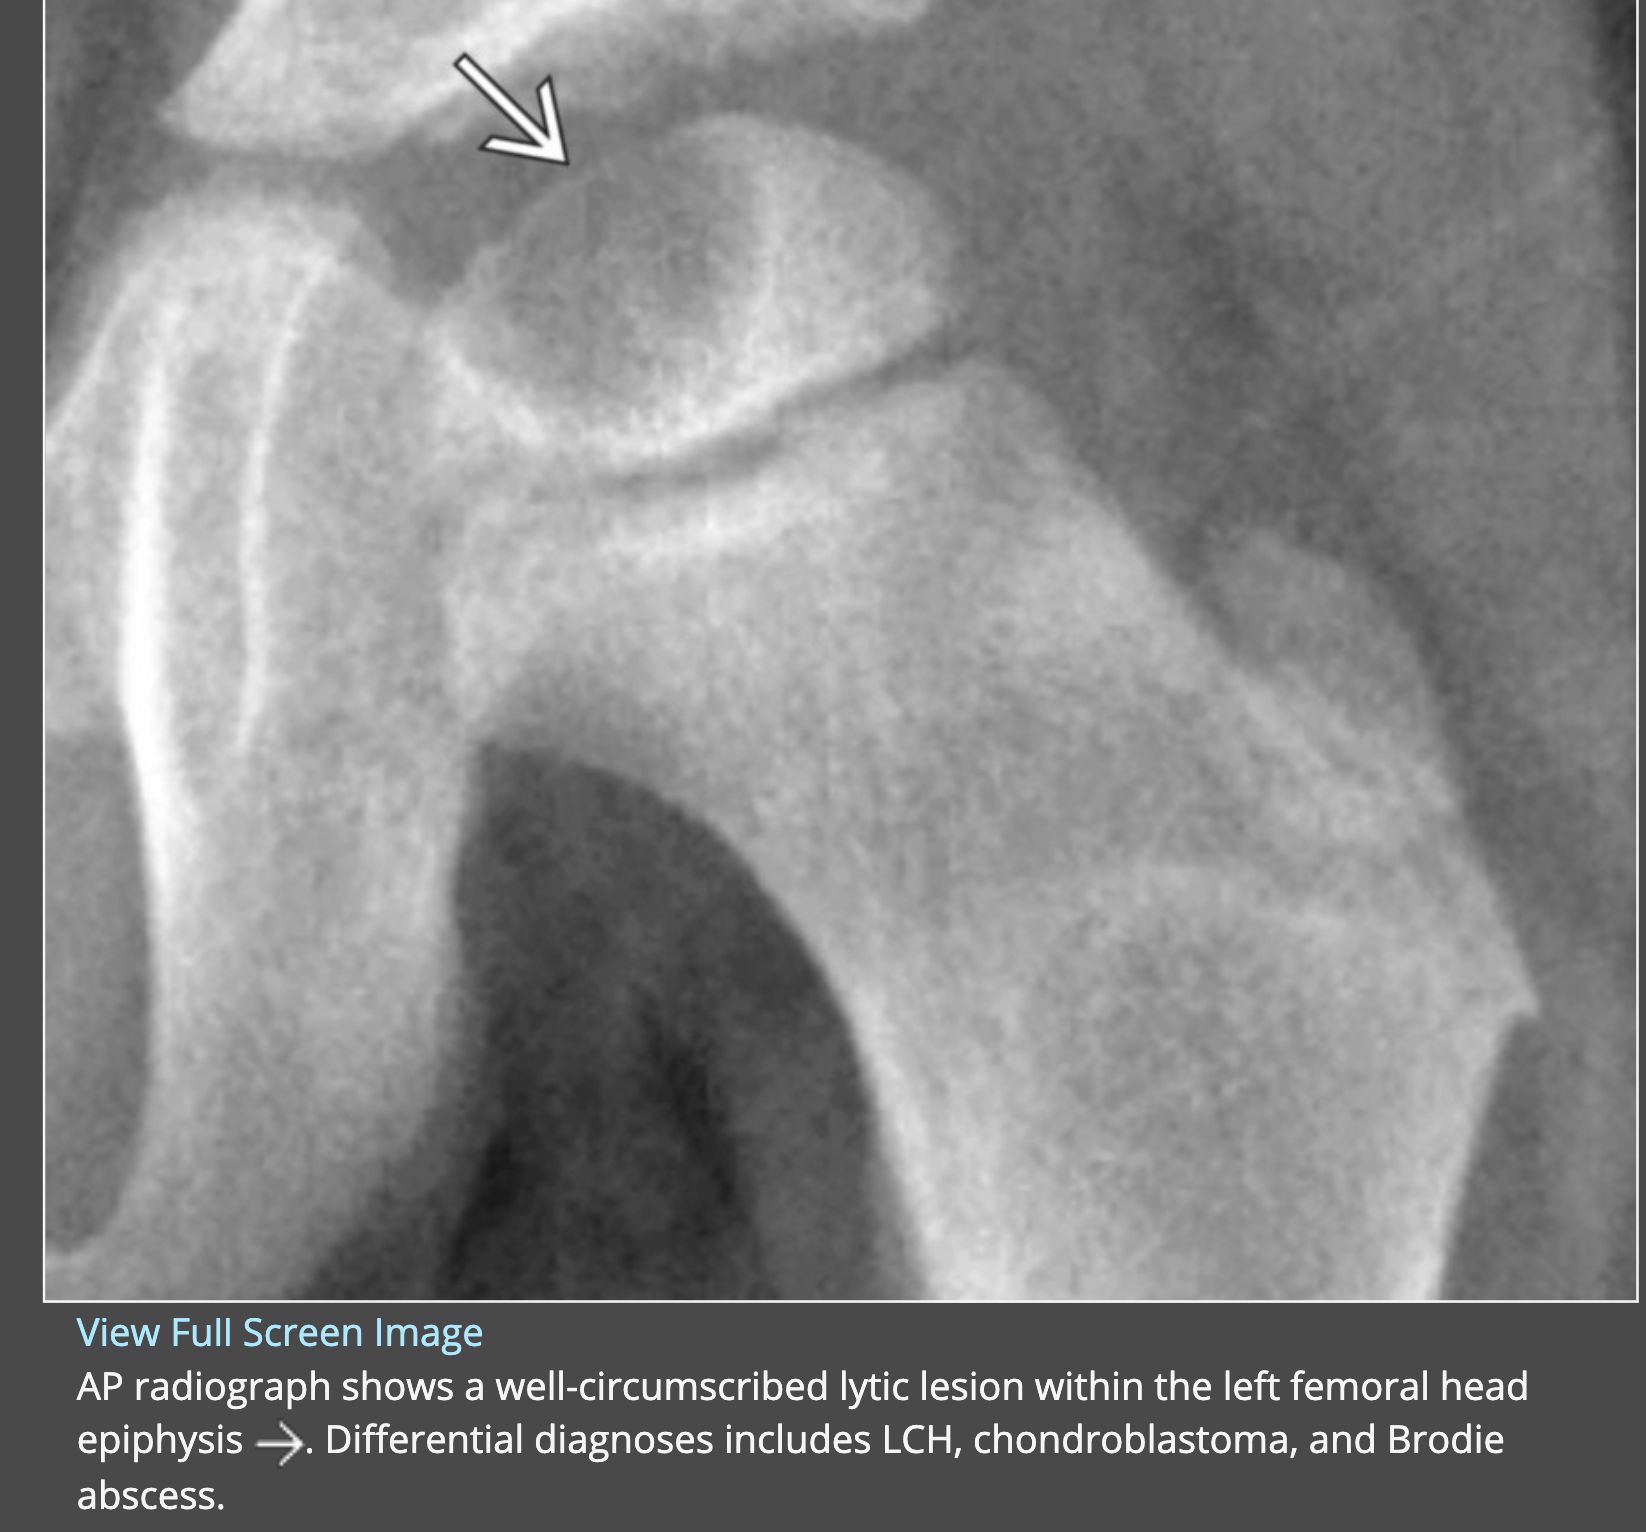 View Full Screen Image
AP radiograph shows a well-circumscribed lytic lesion within the left femoral head
epiphysis →. Differential diagnoses includes LCH, chondroblastoma, and Brodie
abscess.